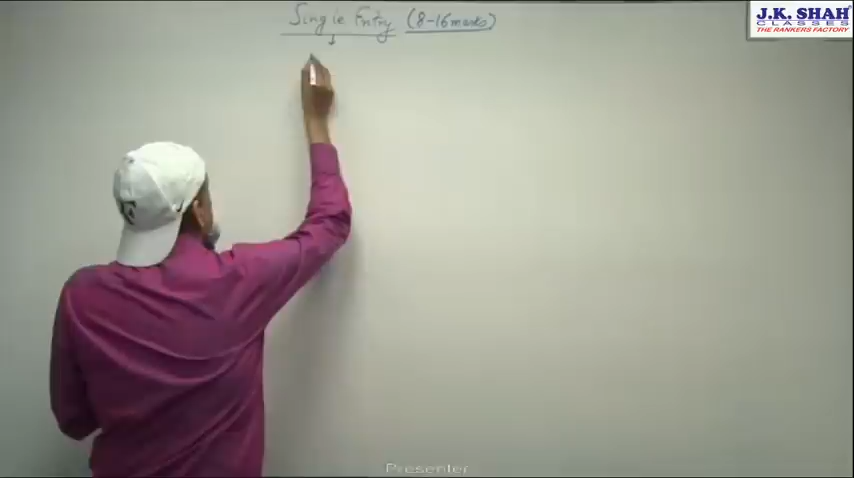 Single Entry (8-16 marks)
J.K. SHAH
CLASSES
THE RANKERS FACTORY
Presenter